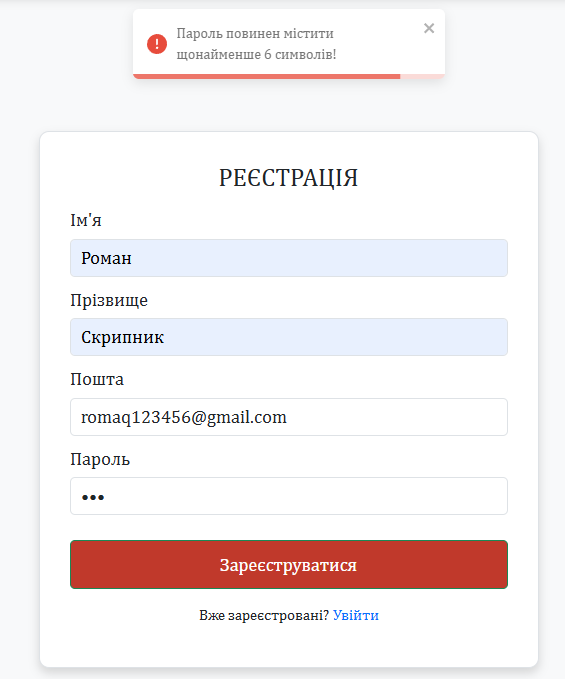 Пароль повинен містити
щонайменше 6 символів!
РЕЄСТРАЦІЯ
Ім'я
Роман
Прізвище
Скрипник
Пошта
romaq123456@gmail.com
Пароль
•••
Зареєструватися
Вже зареєстровані? Увійти